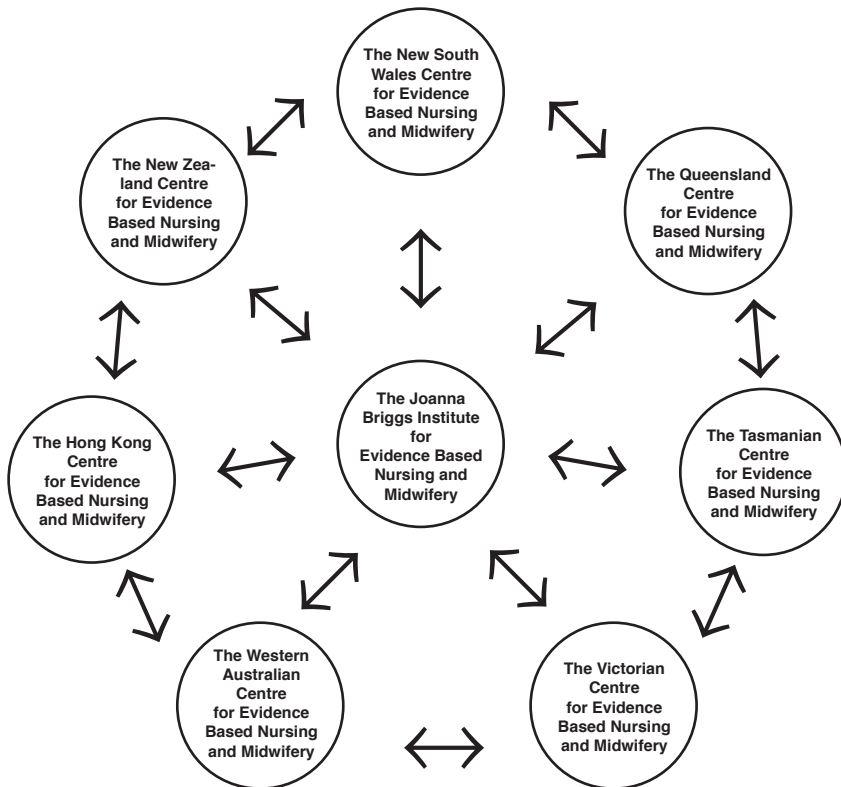 The New South
Wales Centre
for Evidence
Based Nursing
and Midwifery
The New Zea-
land Centre
for Evidence
Based Nursing
and Midwifery
The Queensland
Centre
for Evidence
Based Nursing
and Midwifery
The Joanna
Briggs Institute
for
Evidence Based
Nursing and
Midwifery
The Hong Kong
Centre
for Evidence
Based Nursing
and Midwifery
The Tasmanian
Centre
for Evidence
Based Nursing
and Midwifery
The Western
Australian
Centre
for Evidence
Based Nursing
and Midwifery
The Victorian
Centre
for Evidence
Based Nursing
and Midwifery